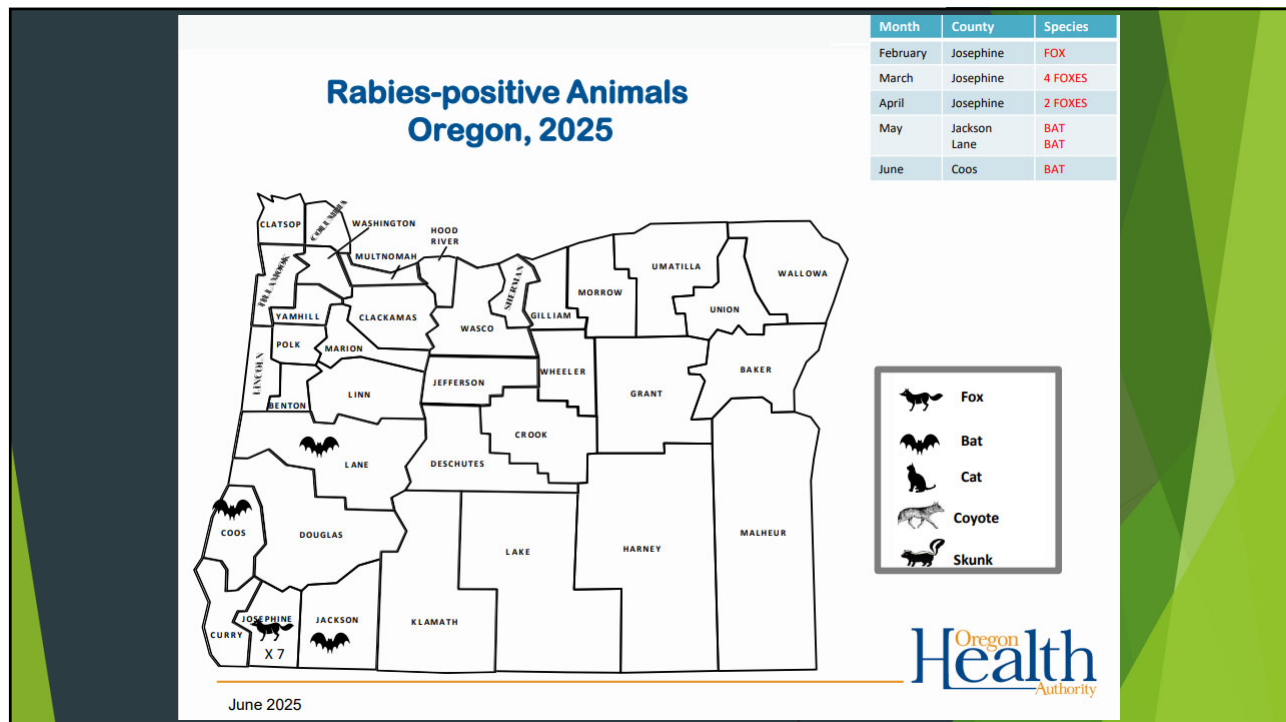 Month County Species
February Josephine FOX
March Josephine 4 FOXES
April Josephine 2 FOXES
May Jackson BAT
Lane BAT
June Coos BAT
Rabies-positive Animals
Oregon, 2025
CLATSOP
COLUMBIA
WASHINGTON
HOOD
RIVER
MULTNOMAH
TILLAMOOK
UMATILLA
WALLOWA
SHERMAN
MORROW
UNION
YAMHILL
CLACKAMAS
GILLIAM
WASCO
POLK
MARION
LINCOLN
JEFFERSON
WHEELER
BAKER
LINN
GRANT
BENTON
CROOK
LANE
DESCHUTES
COOS
DOUGLAS
MALHEUR
LAKE
HARNEY
JOSEPHINE
JACKSON
KLAMATH
CURRY
X 7
Fox
Bat
Cat
Coyote
Skunk
Oregon
Health
Authority
June 2025